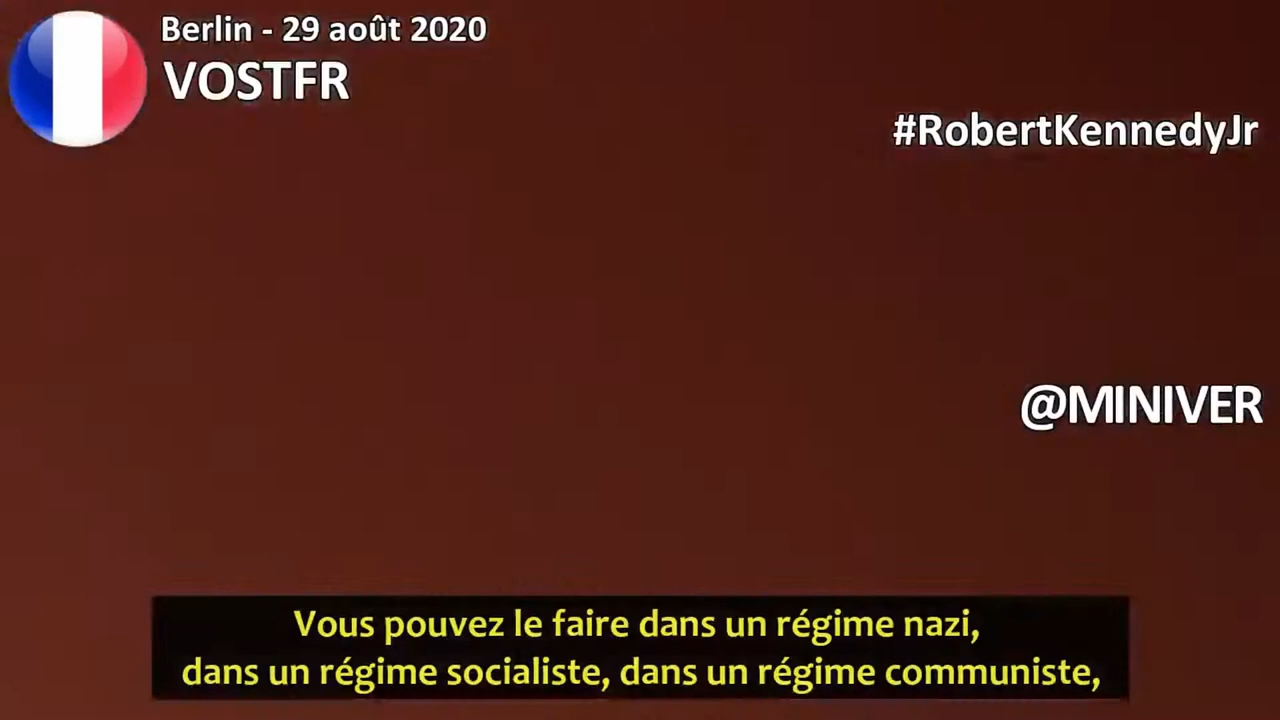 Berlin - 29 août 2020
VOSTFR
#RobertKennedyJr
@MINIVER
Vous pouvez le faire dans un régime nazi,
dans un régime socialiste, dans un régime communiste,